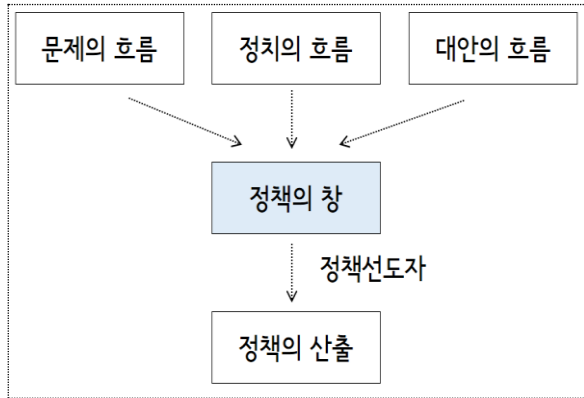 문제의 흐름
정치의 흐름
대안의 흐름
정책의 창
정책선도자
정책의 산출